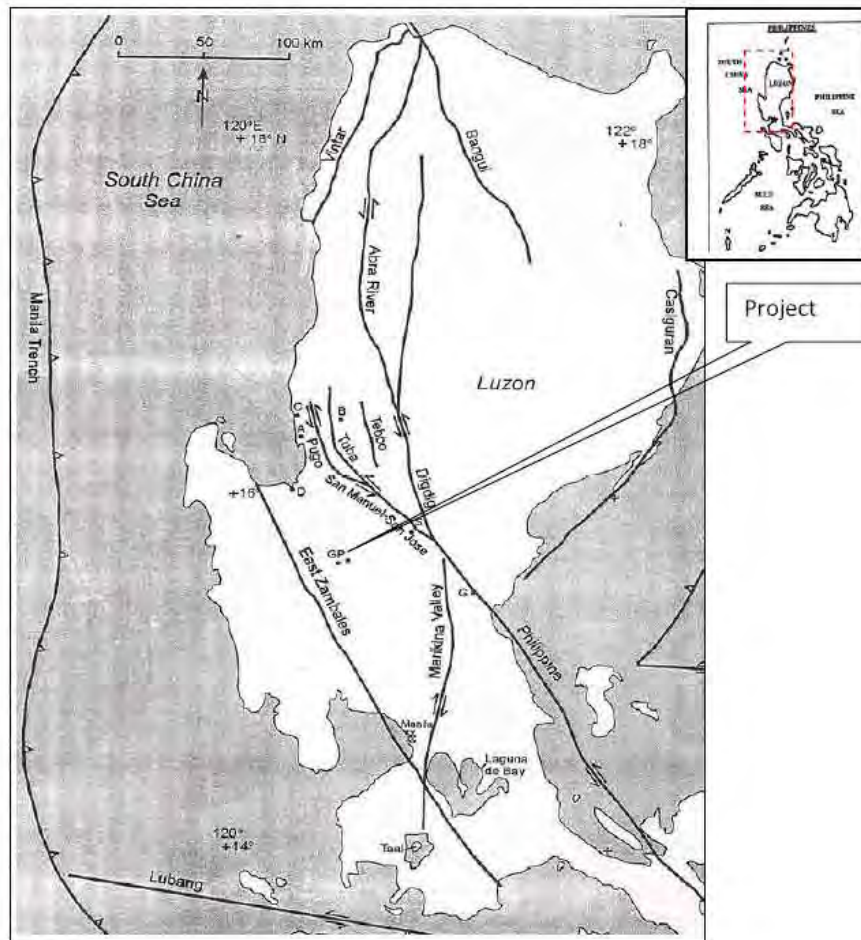 PHILIPPINES
SOUTH
CHINA
SEA
LUZON
PHILIPPINE
SEA
SULU
SEA
Project
0 50 100 km
N
120°E
+ 18° N
122°
+ 18°
South China
Sea
Vintar
Bangui
Abra River
Manila Trench
Casiguran
Luzon
C
B
Tebbo
Tuba
Pugo
Digdig
San Manuel-San Jose
+16°
D
GP
G
East Zambales
Marikina Valley
Philippine
Manila
Laguna
de Bay
Taal
120°
+14°
Lubang